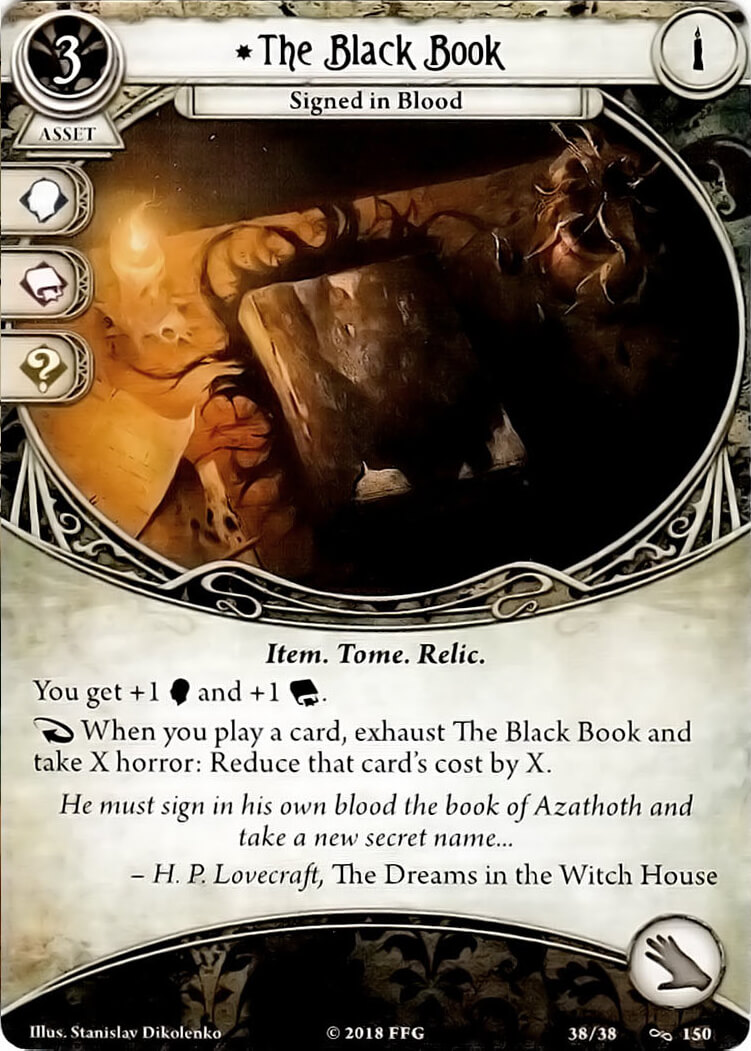 3
*The Black Book
ASSET
Signed in Blood
?
Item. Tome. Relic.
You get +1 and +1 .
When you play a card, exhaust The Black Book and
take X horror: Reduce that card's cost by X.
He must sign in his own blood the book of Azathoth and
take a new secret name...
– H. P. Lovecraft, The Dreams in the Witch House
Illus. Stanislav Dikolenko © 2018 FFG 38/38 150